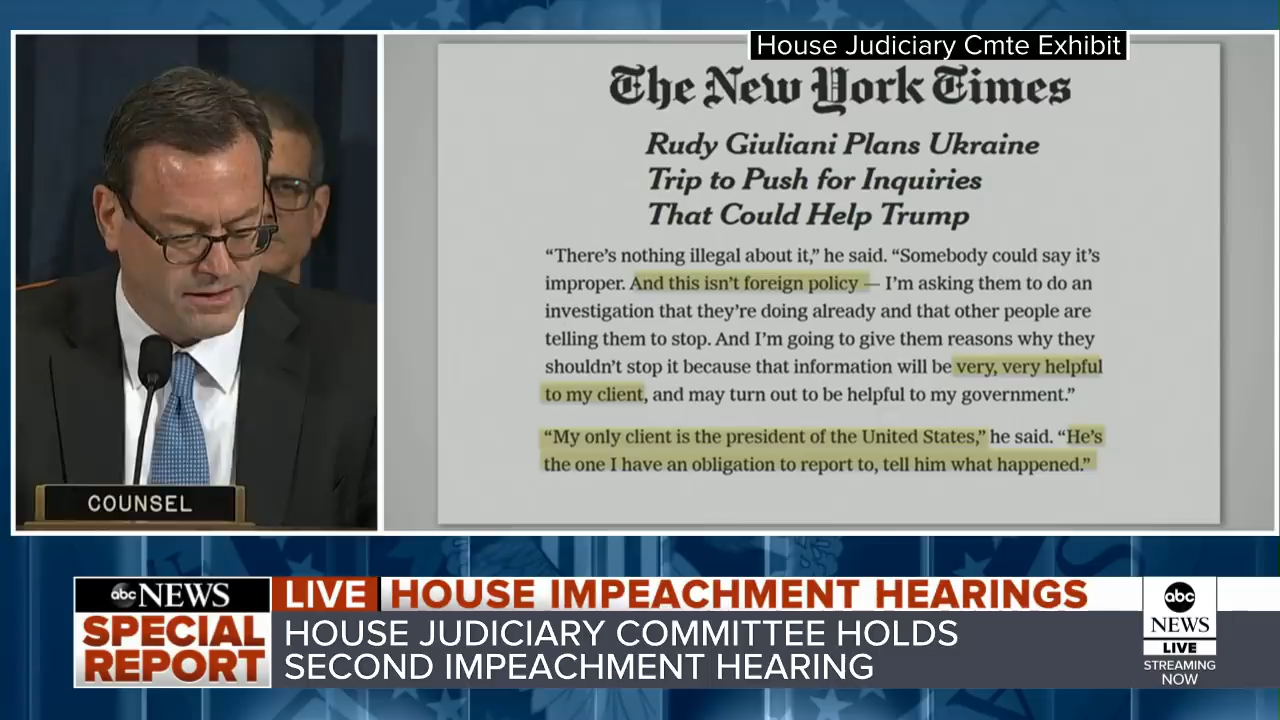 House Judiciary Cmte Exhibit
The New York Times
Rudy Giuliani Plans Ukraine
Trip to Push for Inquiries
That Could Help Trump
“There’s nothing illegal about it,” he said. “Somebody could say it’s
improper. And this isn’t foreign policy — I’m asking them to do an
investigation that they’re doing already and that other people are
telling them to stop. And I’m going to give them reasons why they
shouldn’t stop it because that information will be very, very helpful
to my client, and may turn out to be helpful to my government.”
“My only client is the president of the United States,” he said. “He’s
the one I have an obligation to report to, tell him what happened.”
COUNSEL
abc NEWS
SPECIAL
REPORT
LIVE HOUSE IMPEACHMENT HEARINGS
HOUSE JUDICIARY COMMITTEE HOLDS
SECOND IMPEACHMENT HEARING
abc
NEWS
LIVE
STREAMING
NOW